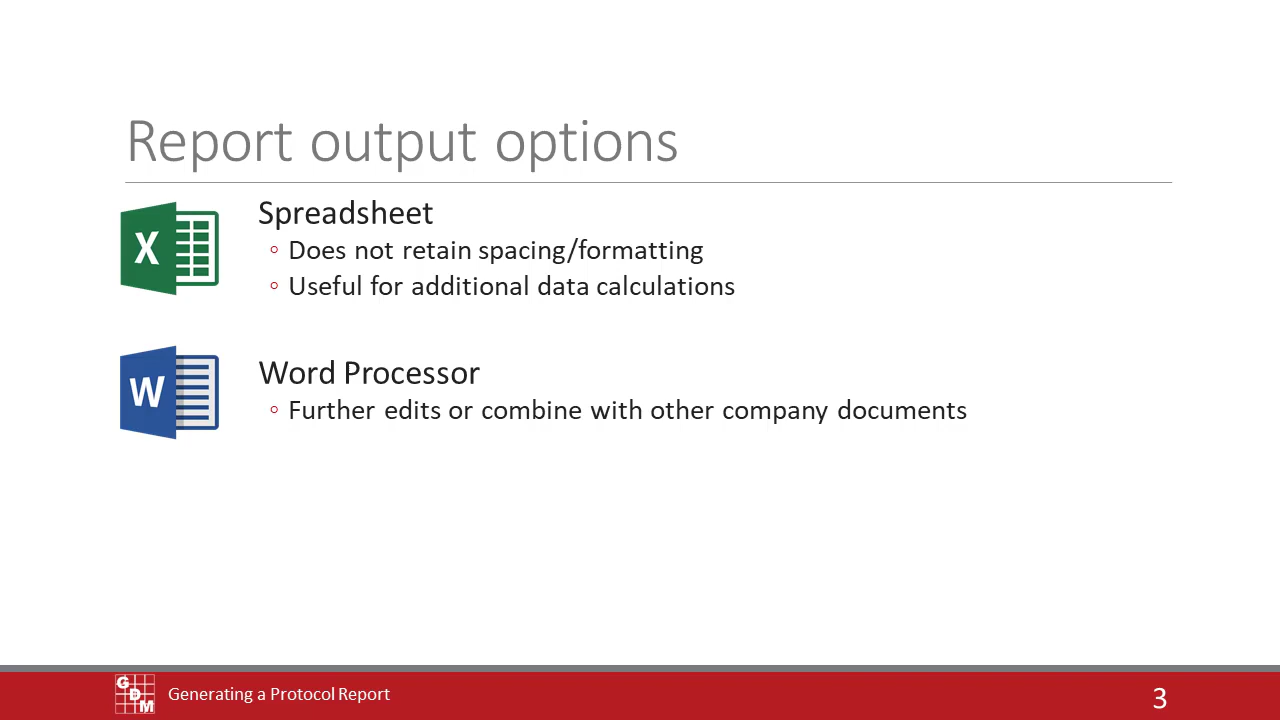 Report output options
X
Spreadsheet
◦ Does not retain spacing/formatting
◦ Useful for additional data calculations
W
Word Processor
◦ Further edits or combine with other company documents
G
D
M
Generating a Protocol Report
3